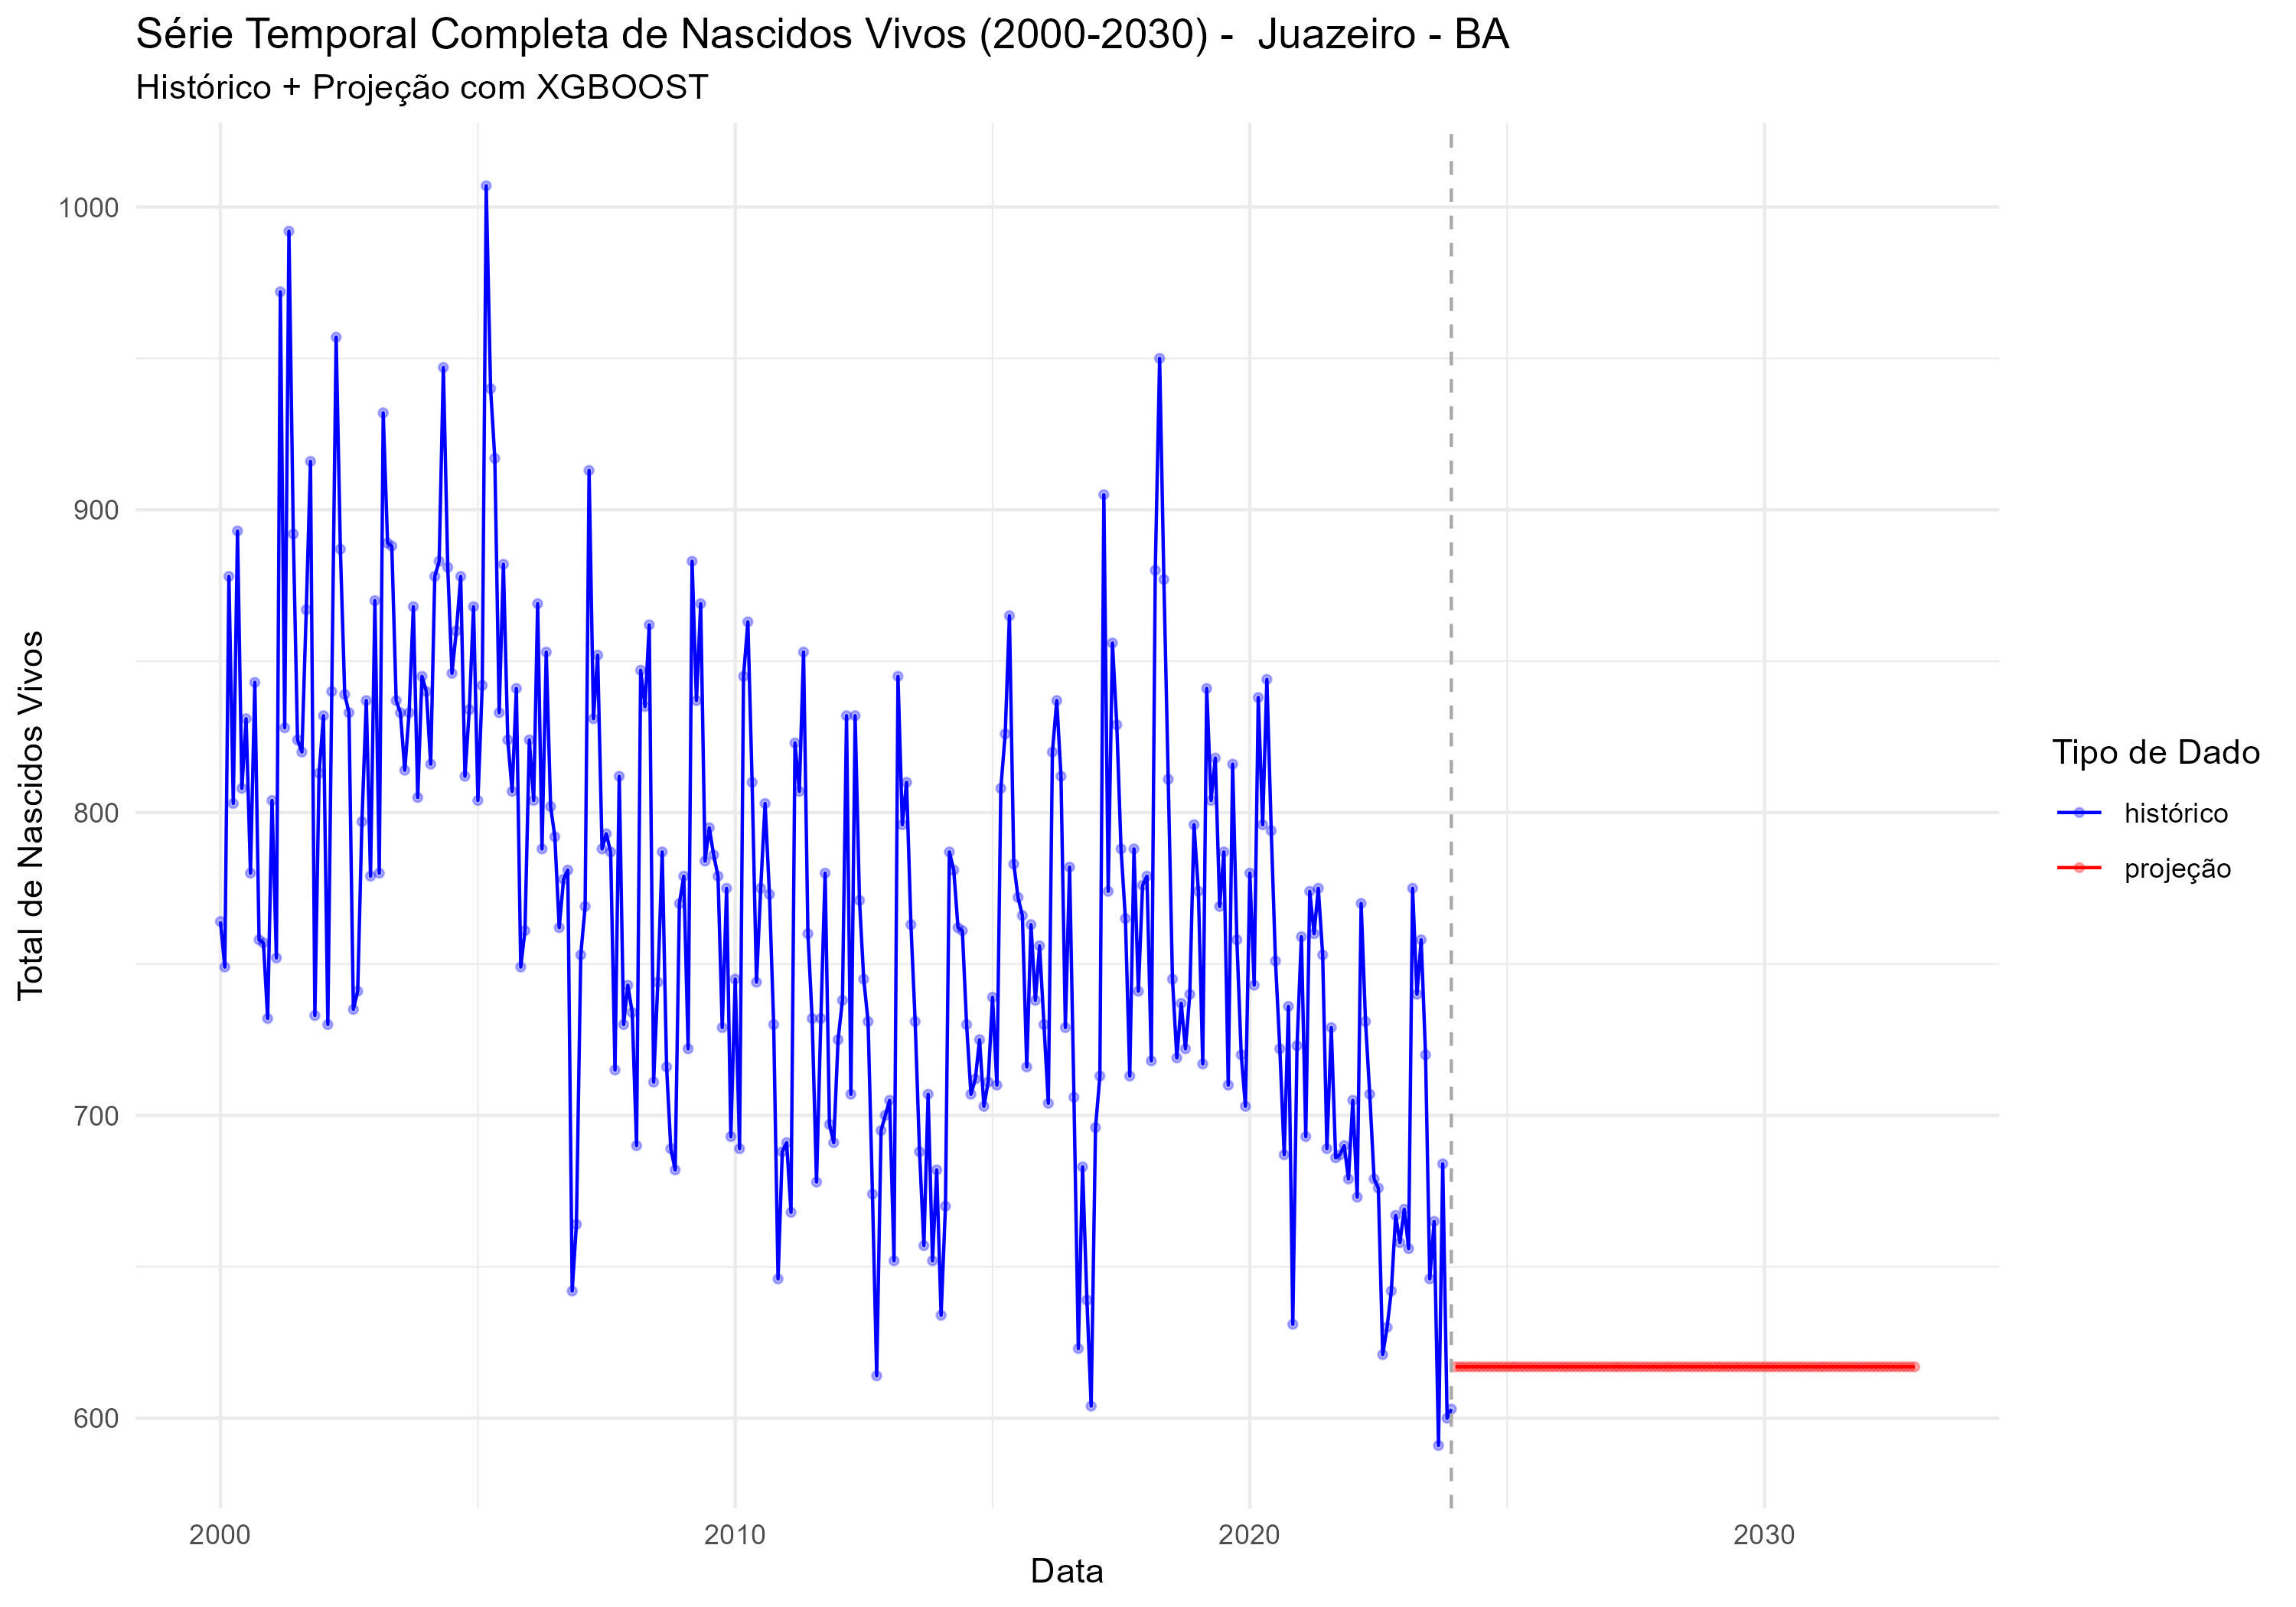 Série Temporal Completa de Nascidos Vivos (2000-2030) -  Juazeiro - BA
Histórico + Projeção com XGBOOST
Total de Nascidos Vivos
1000
900
800
700
600
2000
2010
2020
2030
Data
Tipo de Dado
histórico
projeção